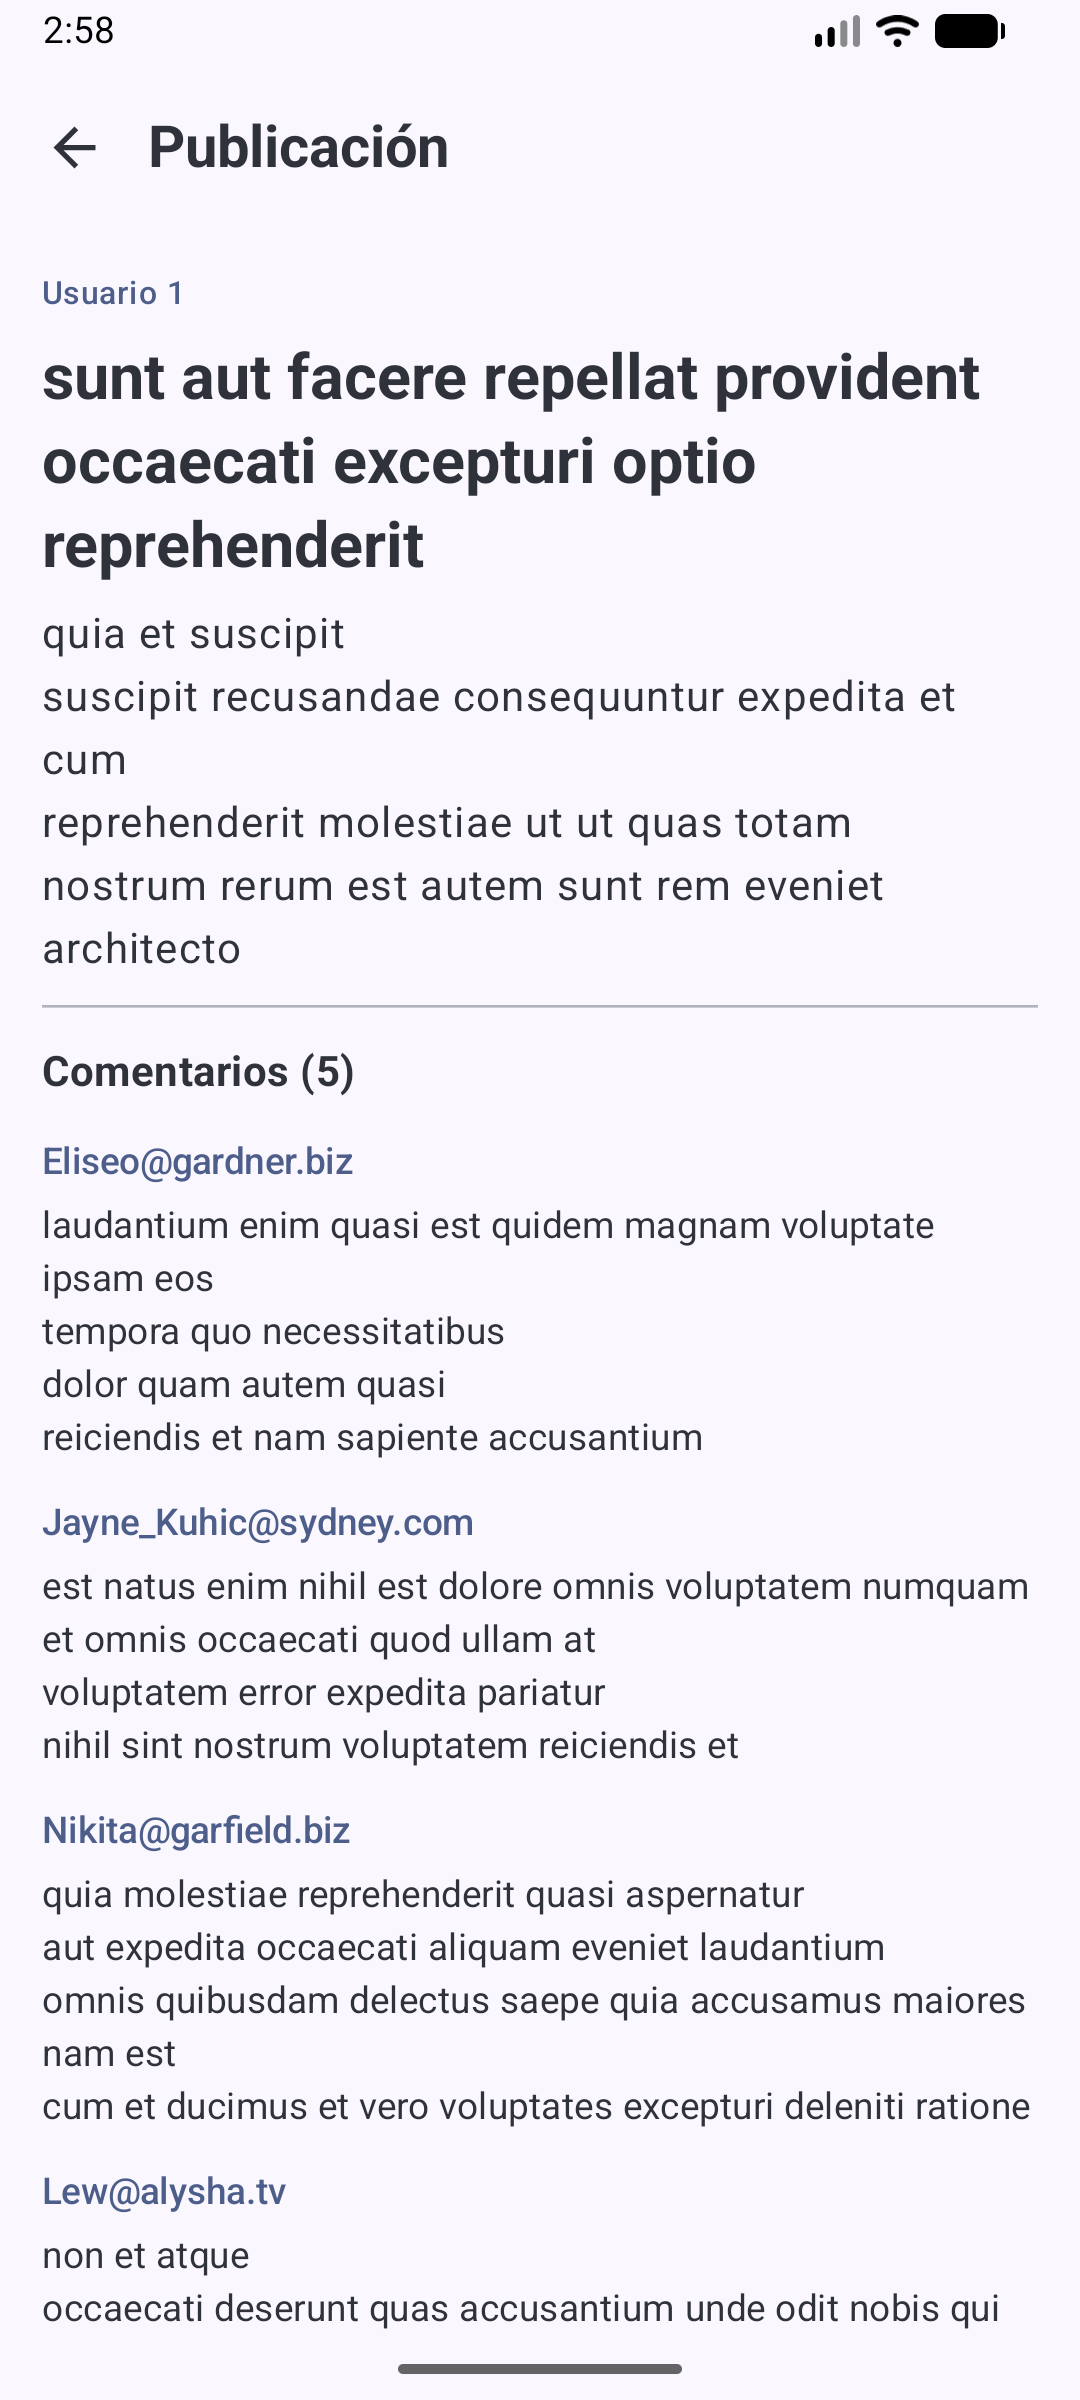 2:58
Publicación
Usuario 1
sunt aut facere repellat provident
occaecati excepturi optio
reprehenderit
quia et suscipit
suscipit recusandae consequuntur expedita et
cum
reprehenderit molestiae ut ut quas totam
nostrum rerum est autem sunt rem eveniet
architecto
Comentarios (5)
Eliseo@gardner.biz
laudantium enim quasi est quidem magnam voluptate
ipsam eos
tempora quo necessitatibus
dolor quam autem quasi
reiciendis et nam sapiente accusantium
Jayne_Kuhic@sydney.com
est natus enim nihil est dolore omnis voluptatem numquam
et omnis occaecati quod ullam at
voluptatem error expedita pariatur
nihil sint nostrum voluptatem reiciendis et
Nikita@garfield.biz
quia molestiae reprehenderit quasi aspernatur
aut expedita occaecati aliquam eveniet laudantium
omnis quibusdam delectus saepe quia accusamus maiores
nam est
cum et ducimus et vero voluptates excepturi deleniti ratione
Lew@alysha.tv
non et atque
occaecati deserunt quas accusantium unde odit nobis qui